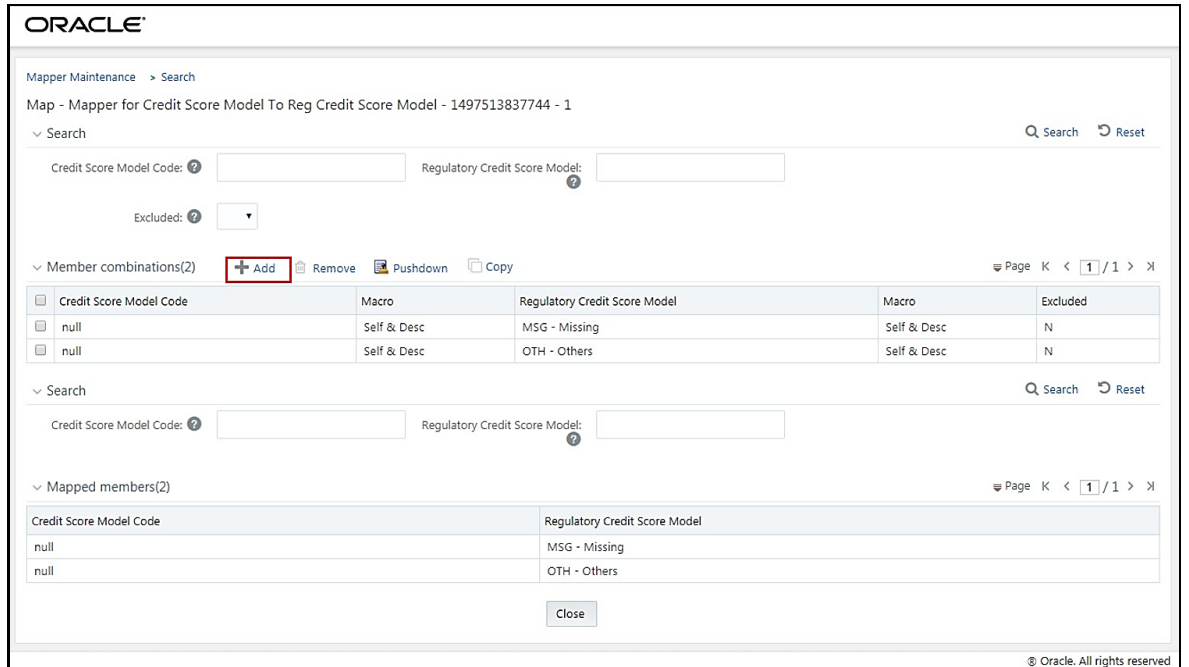 ORACLE
Mapper Maintenance > Search
Map - Mapper for Credit Score Model To Reg Credit Score Model - 1497513837744 - 1
Search Search Reset
Credit Score Model Code: ? Regulatory Credit Score Model: ?
Excluded: ?
Member combinations(2) Add Remove Pushdown Copy Page 1 / 1
Credit Score Model Code Macro Regulatory Credit Score Model Macro Excluded
null Self & Desc MSG - Missing Self & Desc N
null Self & Desc OTH - Others Self & Desc N
Search Search Reset
Credit Score Model Code: ? Regulatory Credit Score Model: ?
Mapped members(2) Page 1 / 1
Credit Score Model Code Regulatory Credit Score Model
null MSG - Missing
null OTH - Others
Close
® Oracle. All rights reserved